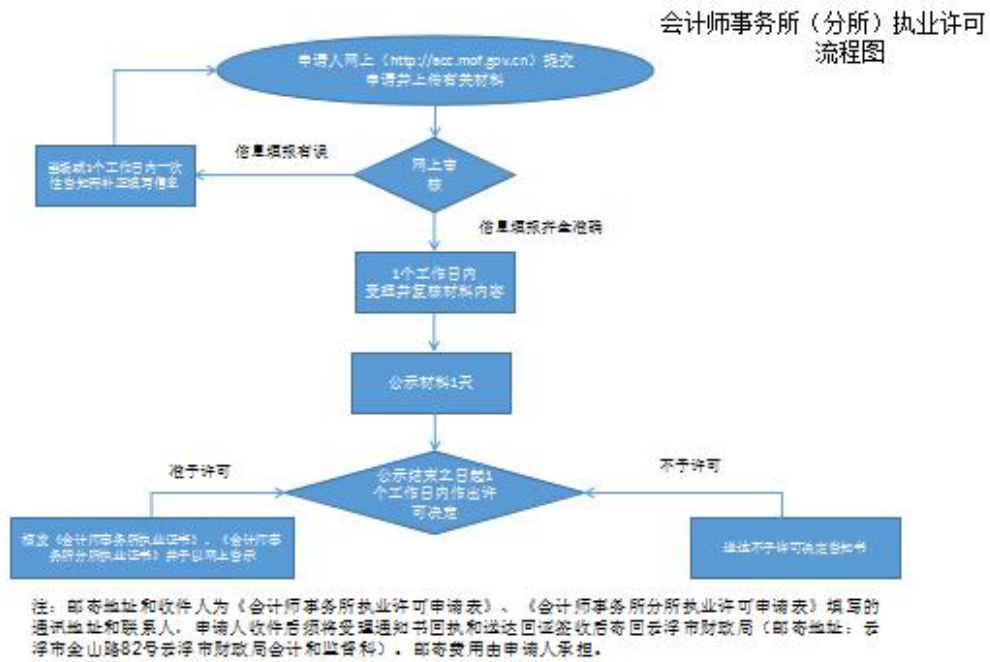 会计师事务所（分所）执业许可
流程图
申请人网上（http://acc.mof.gov.cn）提交
申请并上传有关材料
信息填报有误
网上审
核
当场或1个工作日内一次
性告知需补正填写信息
信息填报齐全准确
1个工作日内
受理并复核材料内容
公示材料1天
准予许可
不予许可
公示结束之日起1
个工作日内作出许
可决定
核发《会计师事务所执业证书》、《会计师事
务所分所执业证书》并予以网上告示
送达不予许可决定告知书
注：邮寄地址和收件人为《会计师事务所执业许可申请表》、《会计师事务所分所执业许可申请表》填写的
通讯地址和联系人，申请人收件后须将受理通知书回执和送达回证签收后寄回云浮市财政局（邮寄地址：云
浮市金山路82号云浮市财政局会计和监督科），邮寄费用由申请人承担。